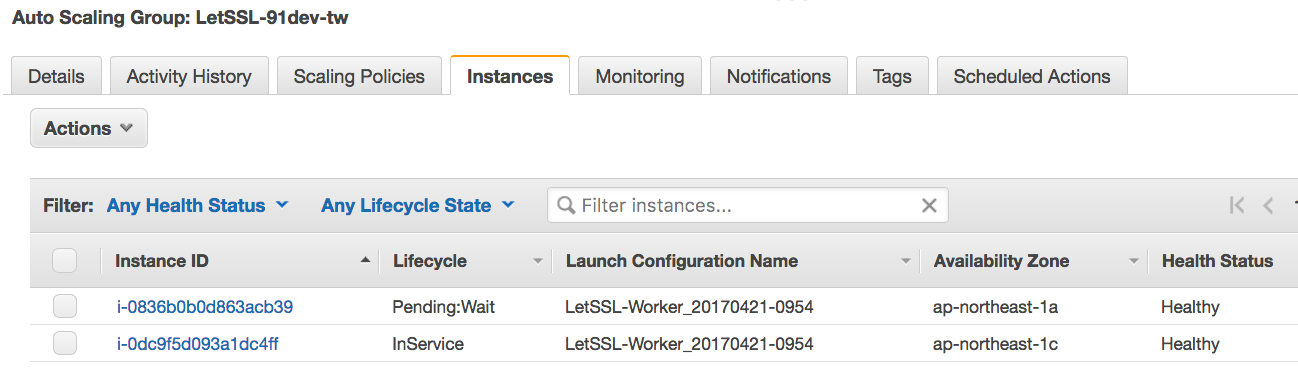 Auto Scaling Group: LetSSL-91dev-tw
Details Activity History Scaling Policies Instances Monitoring Notifications Tags Scheduled Actions
Actions
Filter: Any Health Status Any Lifecycle State Filter instances...
Instance ID Lifecycle Launch Configuration Name Availability Zone Health Status
i-0836b0b0d863acb39 Pending:Wait LetSSL-Worker_20170421-0954 ap-northeast-1a Healthy
i-0dc9f5d093a1dc4ff InService LetSSL-Worker_20170421-0954 ap-northeast-1c Healthy